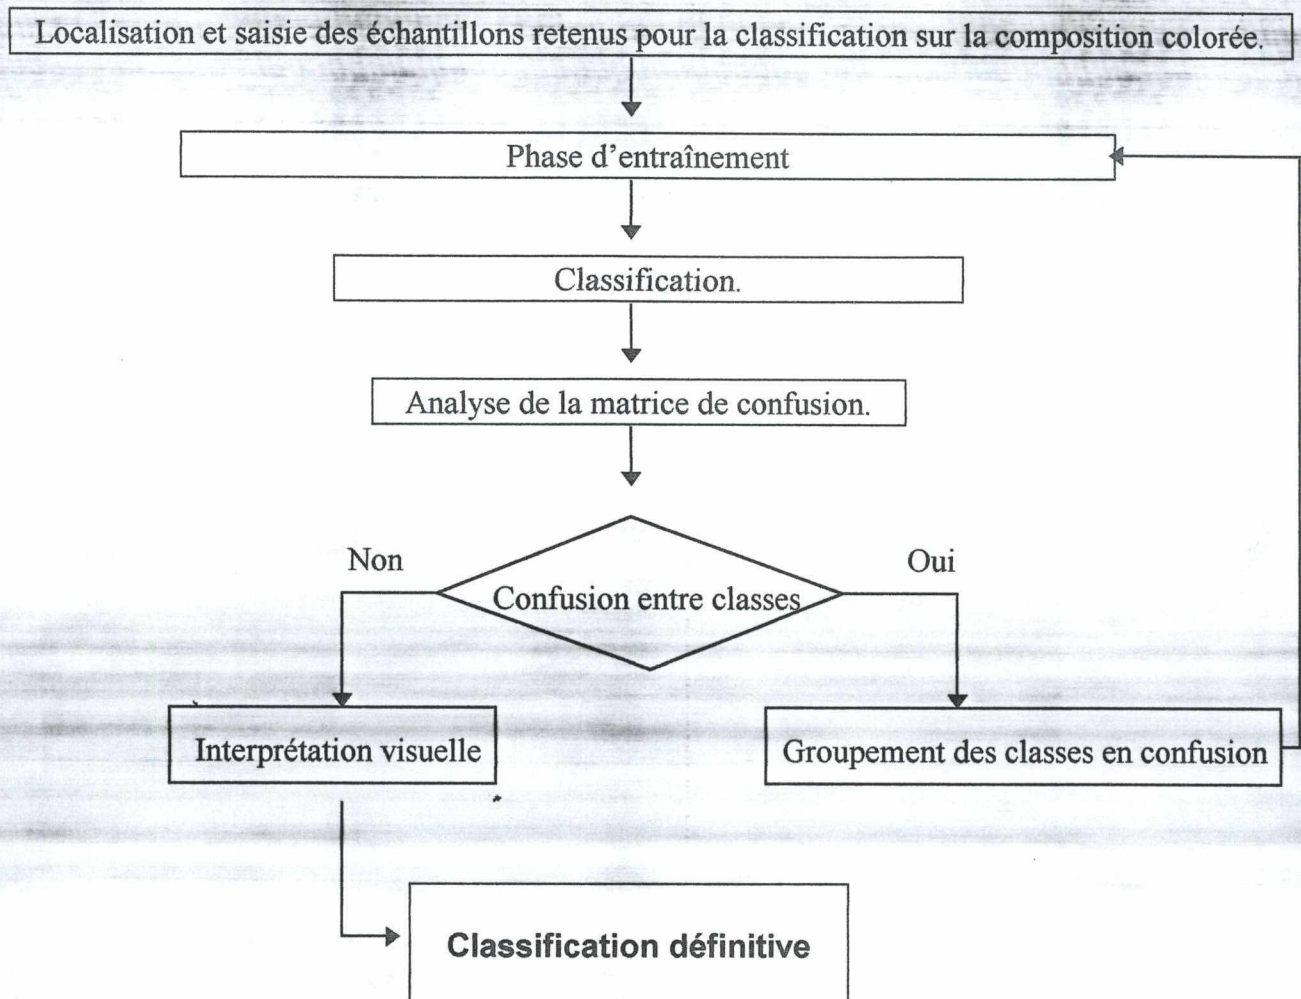 Localisation et saisie des échantillons retenus pour la classification sur la composition colorée.
Phase d'entraînement
Classification.
Analyse de la matrice de confusion.
Non
Oui
Confusion entre classes
Interprétation visuelle
Groupement des classes en confusion
Classification définitive